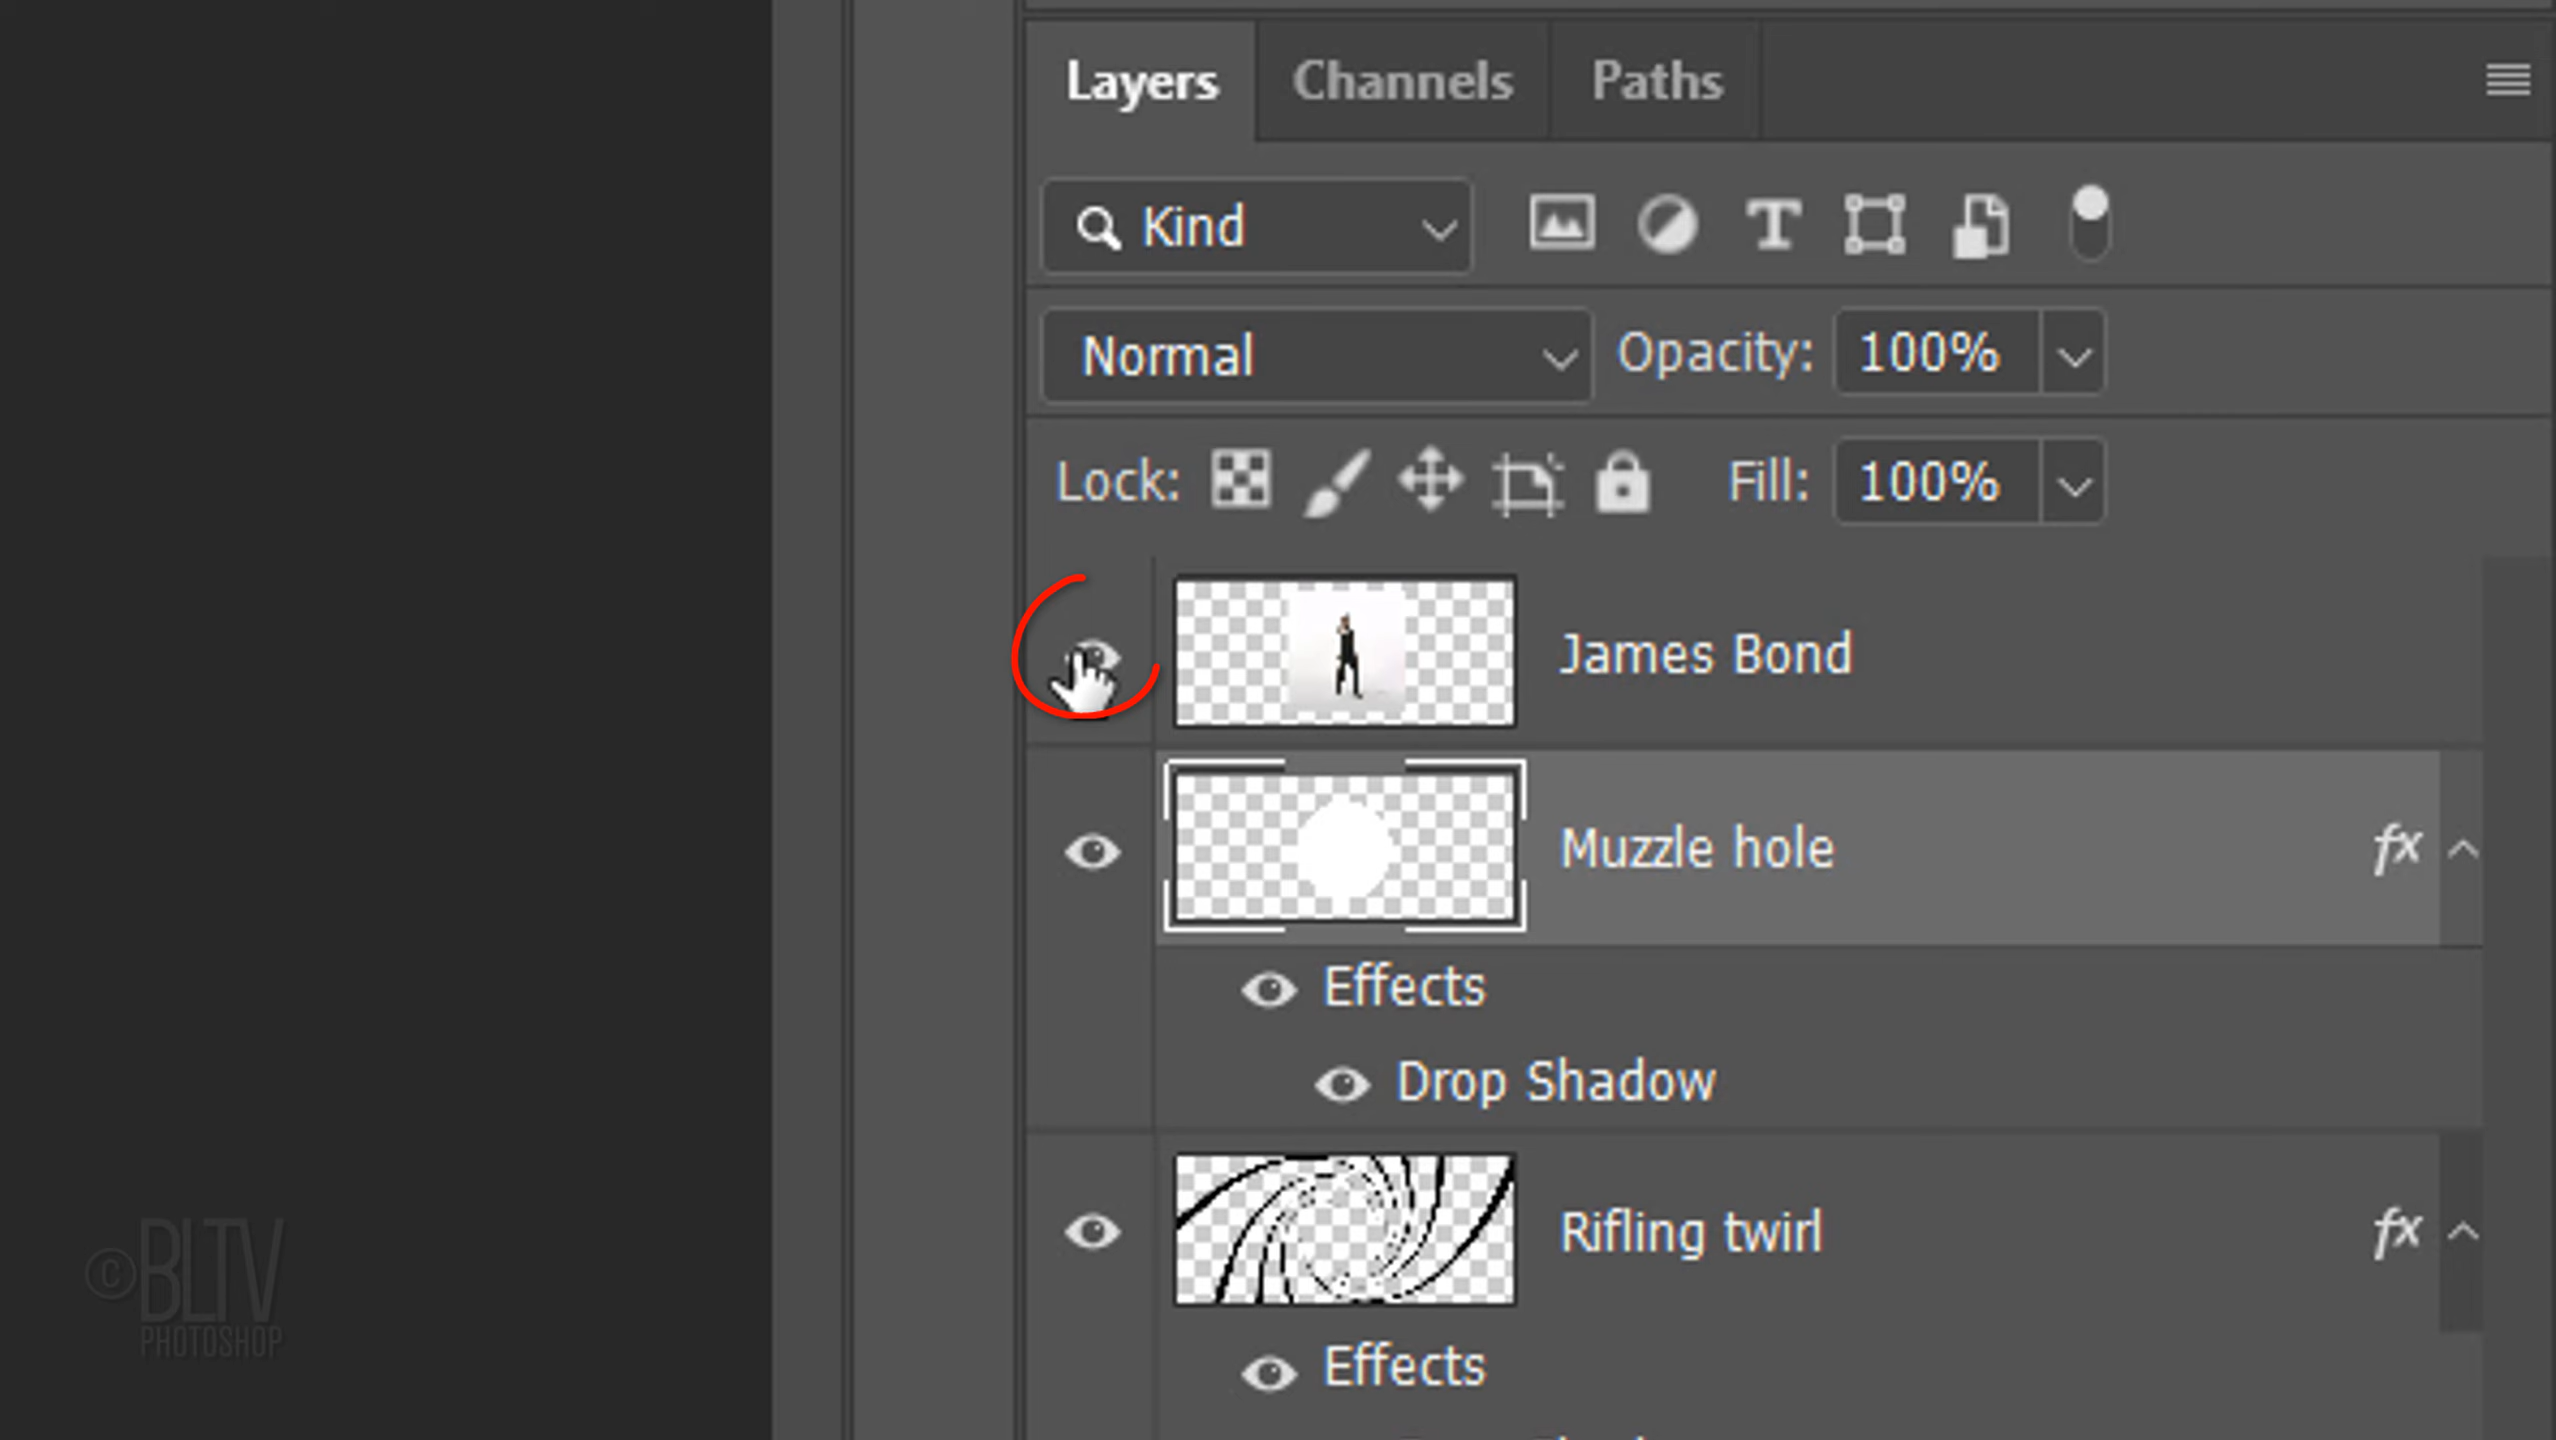 Layers Channels Paths
Kind
Normal Opacity: 100%
Lock: Fill: 100%
James Bond
Muzzle hole fx
Effects
Drop Shadow
Rifling twirl fx
Effects
©BLTV
PHOTOSHOP